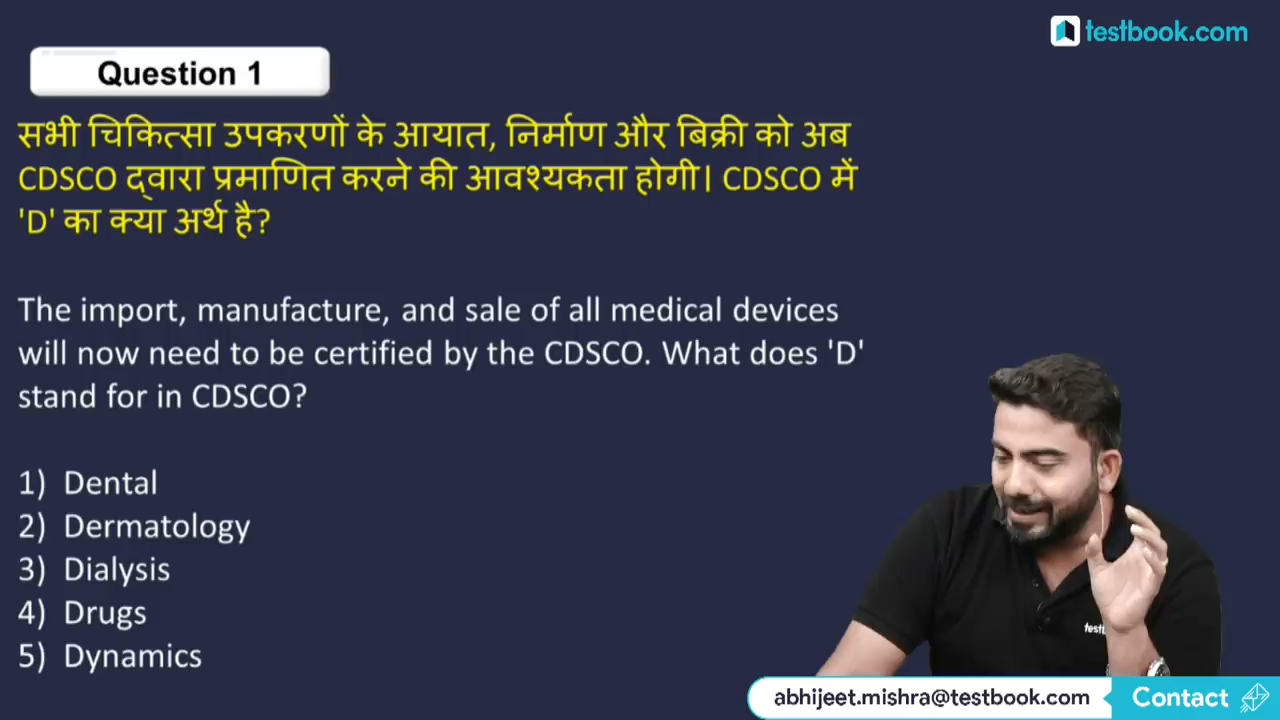 testbook.com
Question 1
सभी चिकित्सा उपकरणों के आयात, निर्माण और बिक्री को अब
CDSCO द्वारा प्रमाणित करने की आवश्यकता होगी। CDSCO में
'D' का क्या अर्थ है?
The import, manufacture, and sale of all medical devices
will now need to be certified by the CDSCO. What does 'D'
stand for in CDSCO?
1) Dental
2) Dermatology
3) Dialysis
4) Drugs
5) Dynamics
abhijeet.mishra@testbook.com
Contact